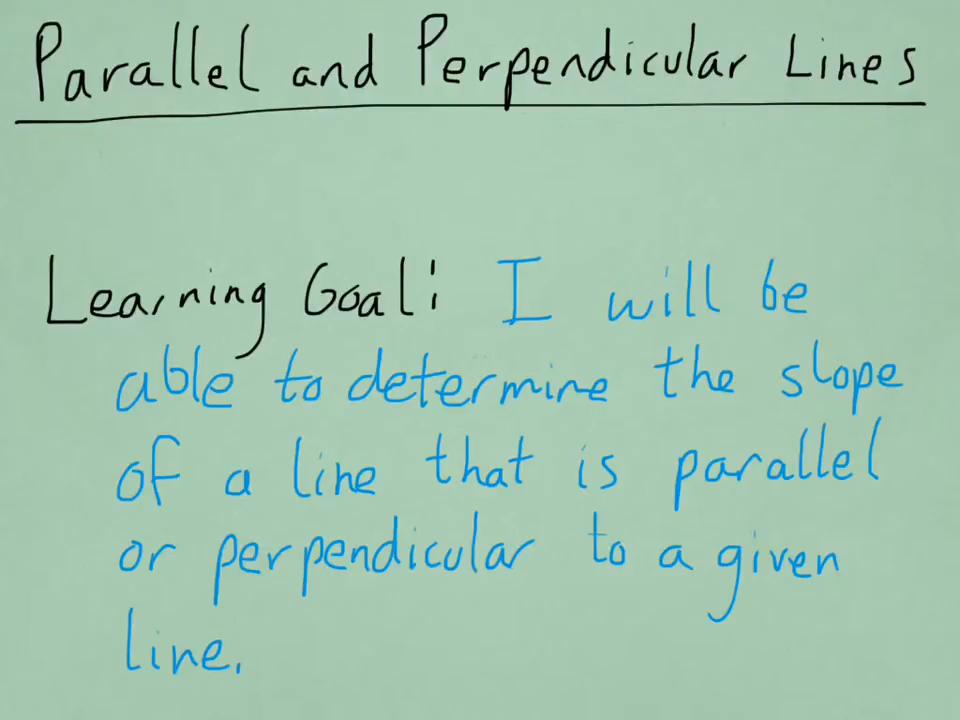 Parallel and Perpendicular Lines
Learning Goal: I will be
able to determine the slope
of a line that is parallel
or perpendicular to a given
line.